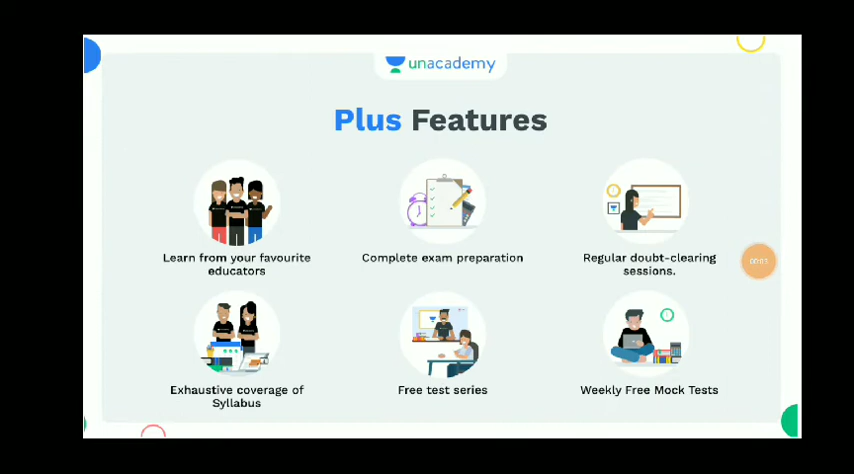 unacademy
Plus Features
Learn from your favourite
educators
Complete exam preparation
Regular doubt-clearing
sessions.
Exhaustive coverage of
Syllabus
Free test series
Weekly Free Mock Tests